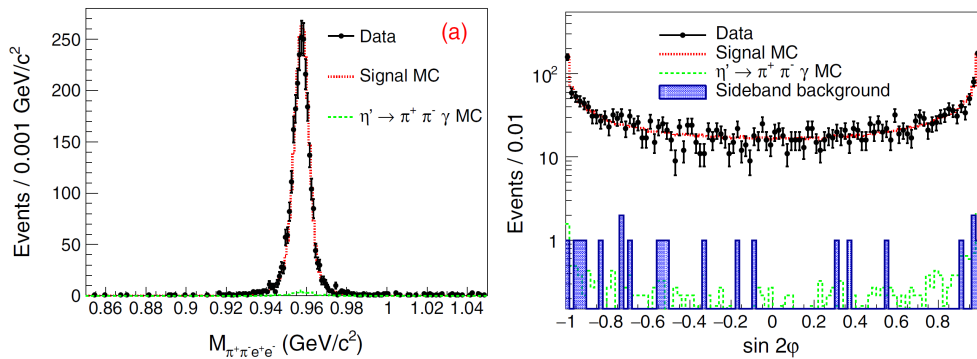 Events / 0.001 GeV/c²
250
200
150
100
50
0
Data
Signal MC
η' → π⁺ π⁻ γ MC
(a)
0.86 0.88 0.9 0.92 0.94 0.96 0.98 1 1.02 1.04
M_π⁺π⁻e⁺e⁻ (GeV/c²)
Events / 0.01
10²
10
1
Data
Signal MC
η' → π⁺ π⁻ γ MC
Sideband background
-1 -0.8 -0.6 -0.4 -0.2 0 0.2 0.4 0.6 0.8 1
sin 2φ